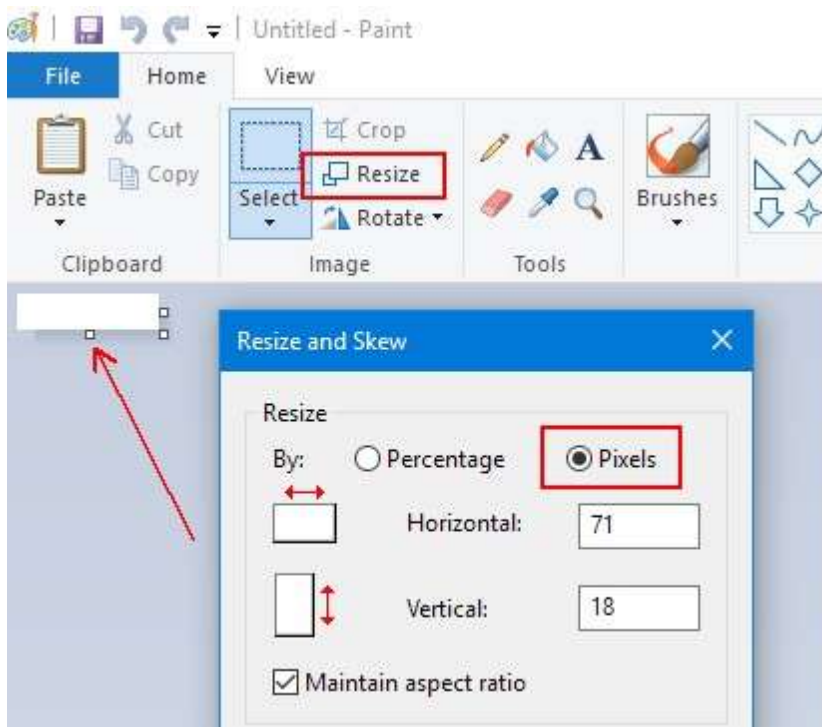 Untitled - Paint
File Home View
Paste
Cut
Copy
Clipboard
Select
Crop
Resize
Rotate
Image
A
Tools
Brushes
Resize and Skew
Resize
By: Percentage Pixels
Horizontal: 71
Vertical: 18
Maintain aspect ratio